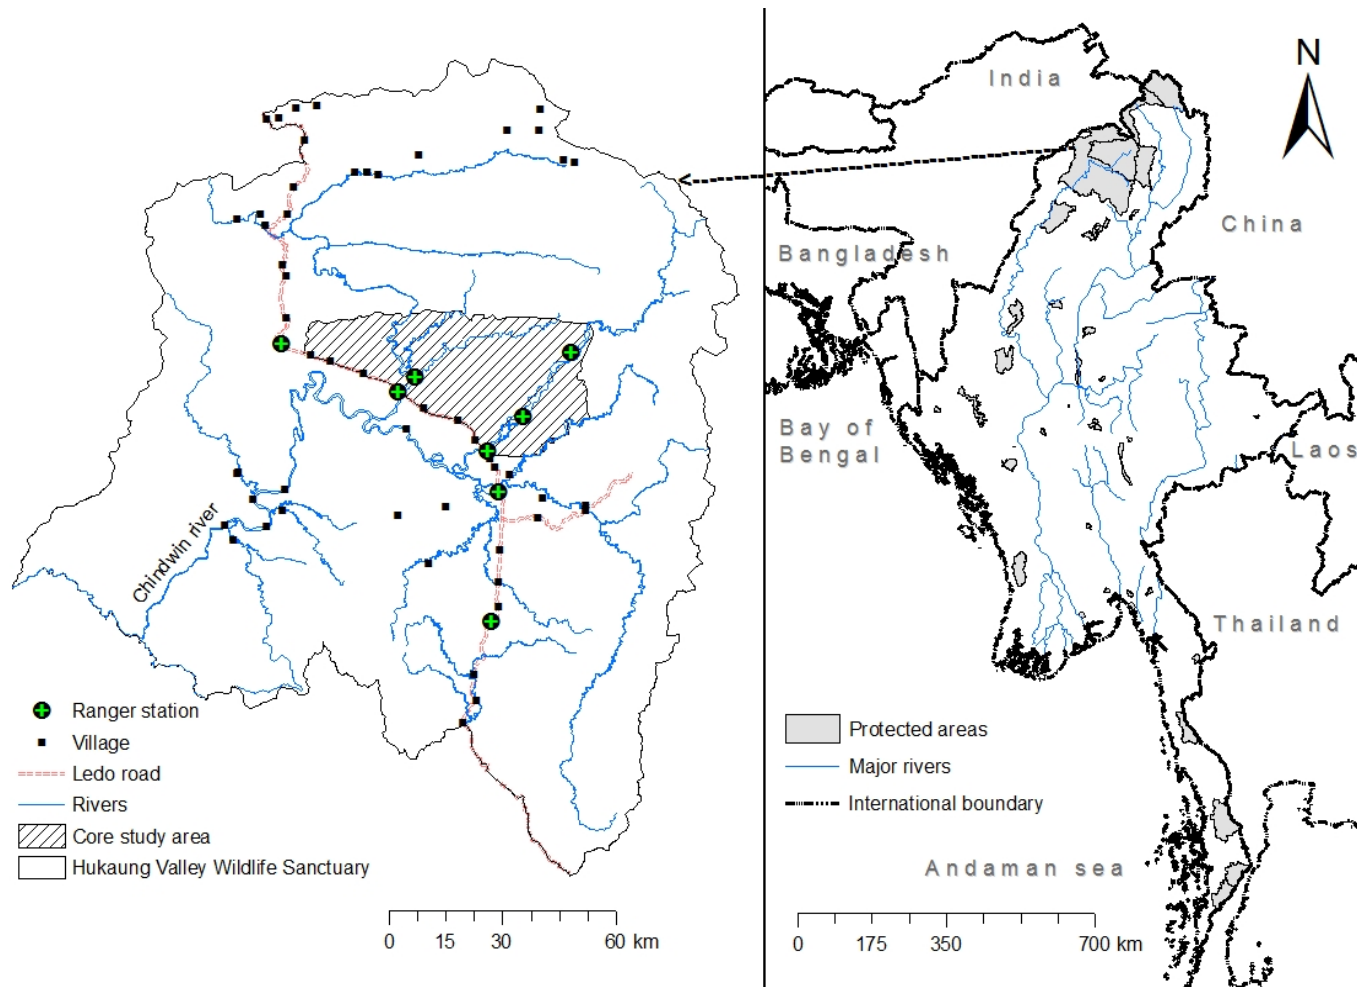 Chindwin river
Ranger station
Village
Ledo road
Rivers
Core study area
Hukaung Valley Wildlife Sanctuary
0 15 30 60 km
N
India
China
Bangladesh
Bay of
Bengal
Laos
Thailand
Protected areas
Major rivers
International boundary
Andaman sea
0 175 350 700 km